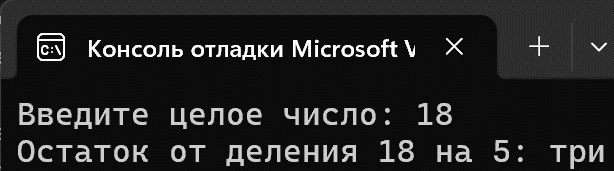 Консоль отладки Microsoft V
Введите целое число: 18
Остаток от деления 18 на 5: три